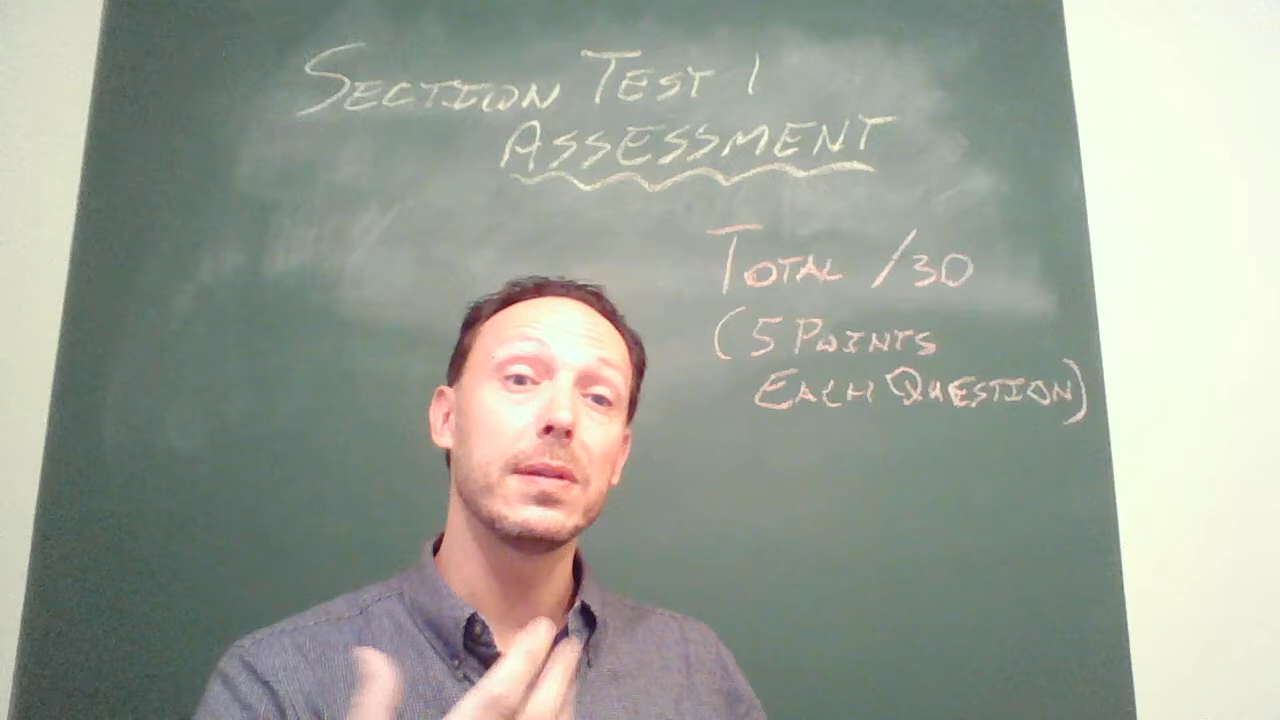 SECTION TEST 1
ASSESSMENT
TOTAL /30
(5 POINTS
EACH QUESTION)